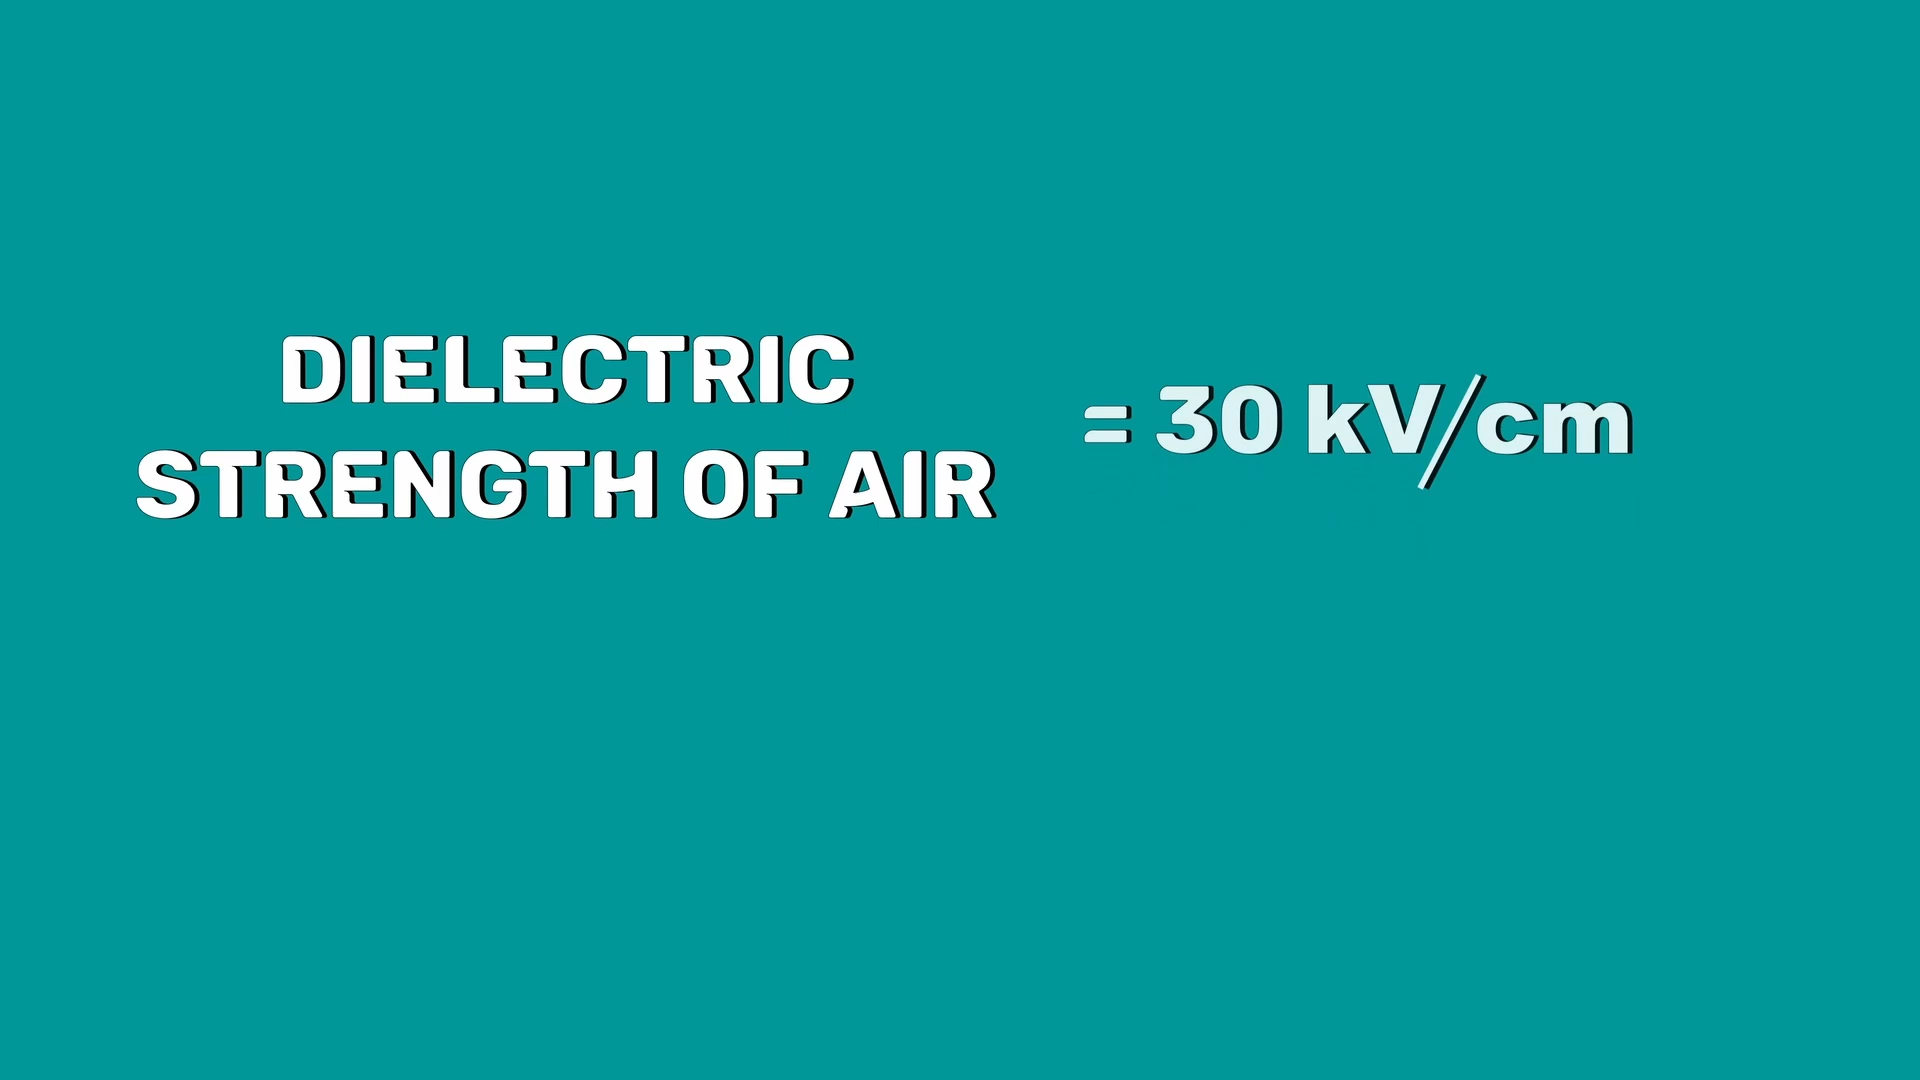 DIELECTRIC
STRENGTH OF AIR
= 30 kV/cm